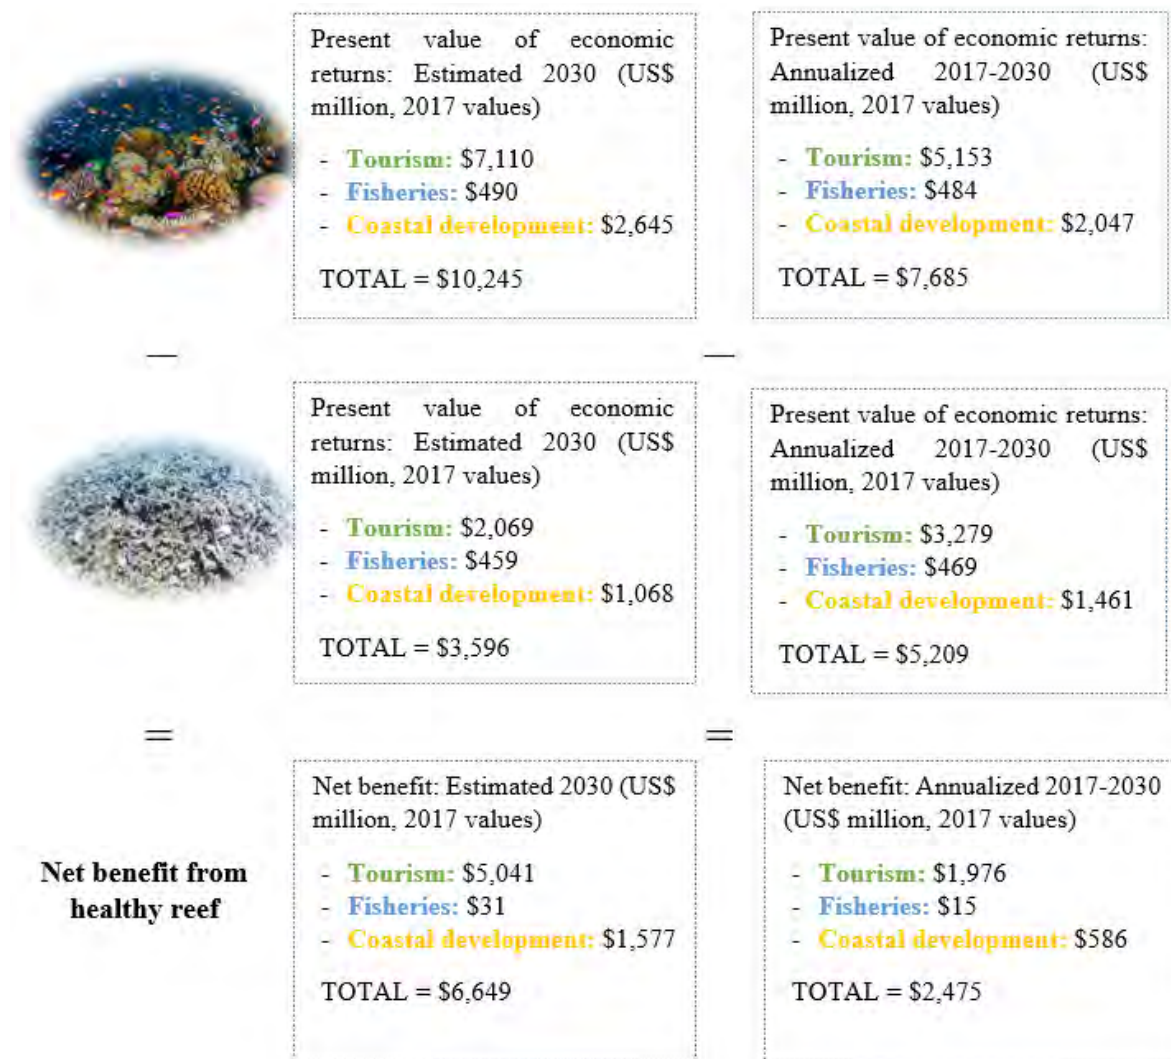 Present value of economic
returns: Estimated 2030 (US$
million, 2017 values)
- Tourism: $7,110
- Fisheries: $490
- Coastal development: $2,645
TOTAL = $10,245
Present value of economic returns:
Annualized 2017-2030 (US$
million, 2017 values)
- Tourism: $5,153
- Fisheries: $484
- Coastal development: $2,047
TOTAL = $7,685
—
—
Present value of economic
returns: Estimated 2030 (US$
million, 2017 values)
- Tourism: $2,069
- Fisheries: $459
- Coastal development: $1,068
TOTAL = $3,596
Present value of economic returns:
Annualized 2017-2030 (US$
million, 2017 values)
- Tourism: $3,279
- Fisheries: $469
- Coastal development: $1,461
TOTAL = $5,209
=
=
Net benefit from
healthy reef
Net benefit: Estimated 2030 (US$
million, 2017 values)
- Tourism: $5,041
- Fisheries: $31
- Coastal development: $1,577
TOTAL = $6,649
Net benefit: Annualized 2017-2030
(US$ million, 2017 values)
- Tourism: $1,976
- Fisheries: $15
- Coastal development: $586
TOTAL = $2,475